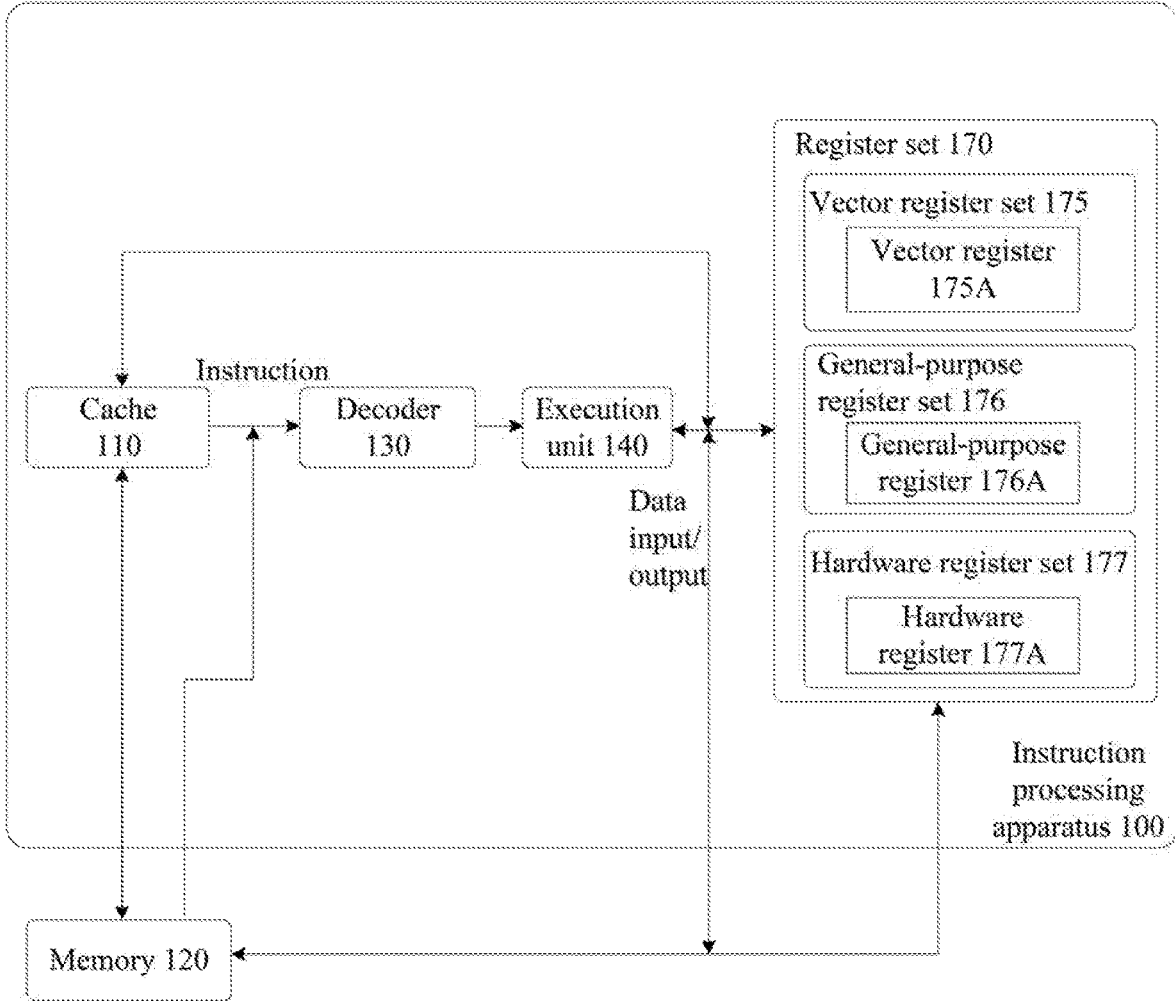 Register set 170
Vector register set 175
Vector register
175A
Instruction
Cache
110
Decoder
130
Execution
unit 140
General-purpose
register set 176
General-purpose
register 176A
Data
input/
output
Hardware register set 177
Hardware
register 177A
Instruction
processing
apparatus 100
Memory 120